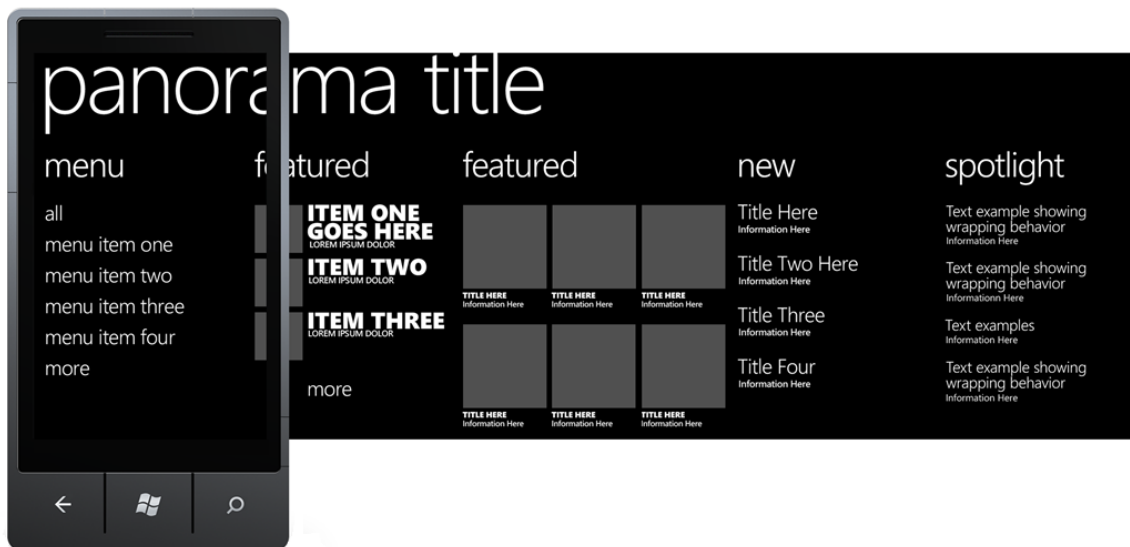 panorama title
menu
all
menu item one
menu item two
menu item three
menu item four
more
featured
ITEM ONE
GOES HERE
LOREM IPSUM DOLOR
ITEM TWO
LOREM IPSUM DOLOR
ITEM THREE
LOREM IPSUM DOLOR
more
featured
TITLE HERE
Information Here
TITLE HERE
Information Here
TITLE HERE
Information Here
TITLE HERE
Information Here
TITLE HERE
Information Here
TITLE HERE
Information Here
new
Title Here
Information Here
Title Two Here
Information Here
Title Three
Information Here
Title Four
Information Here
spotlight
Text example showing
wrapping behavior
Information Here
Text example showing
wrapping behavior
Informationn Here
Text examples
Information Here
Text example showing
wrapping behavior
Information Here